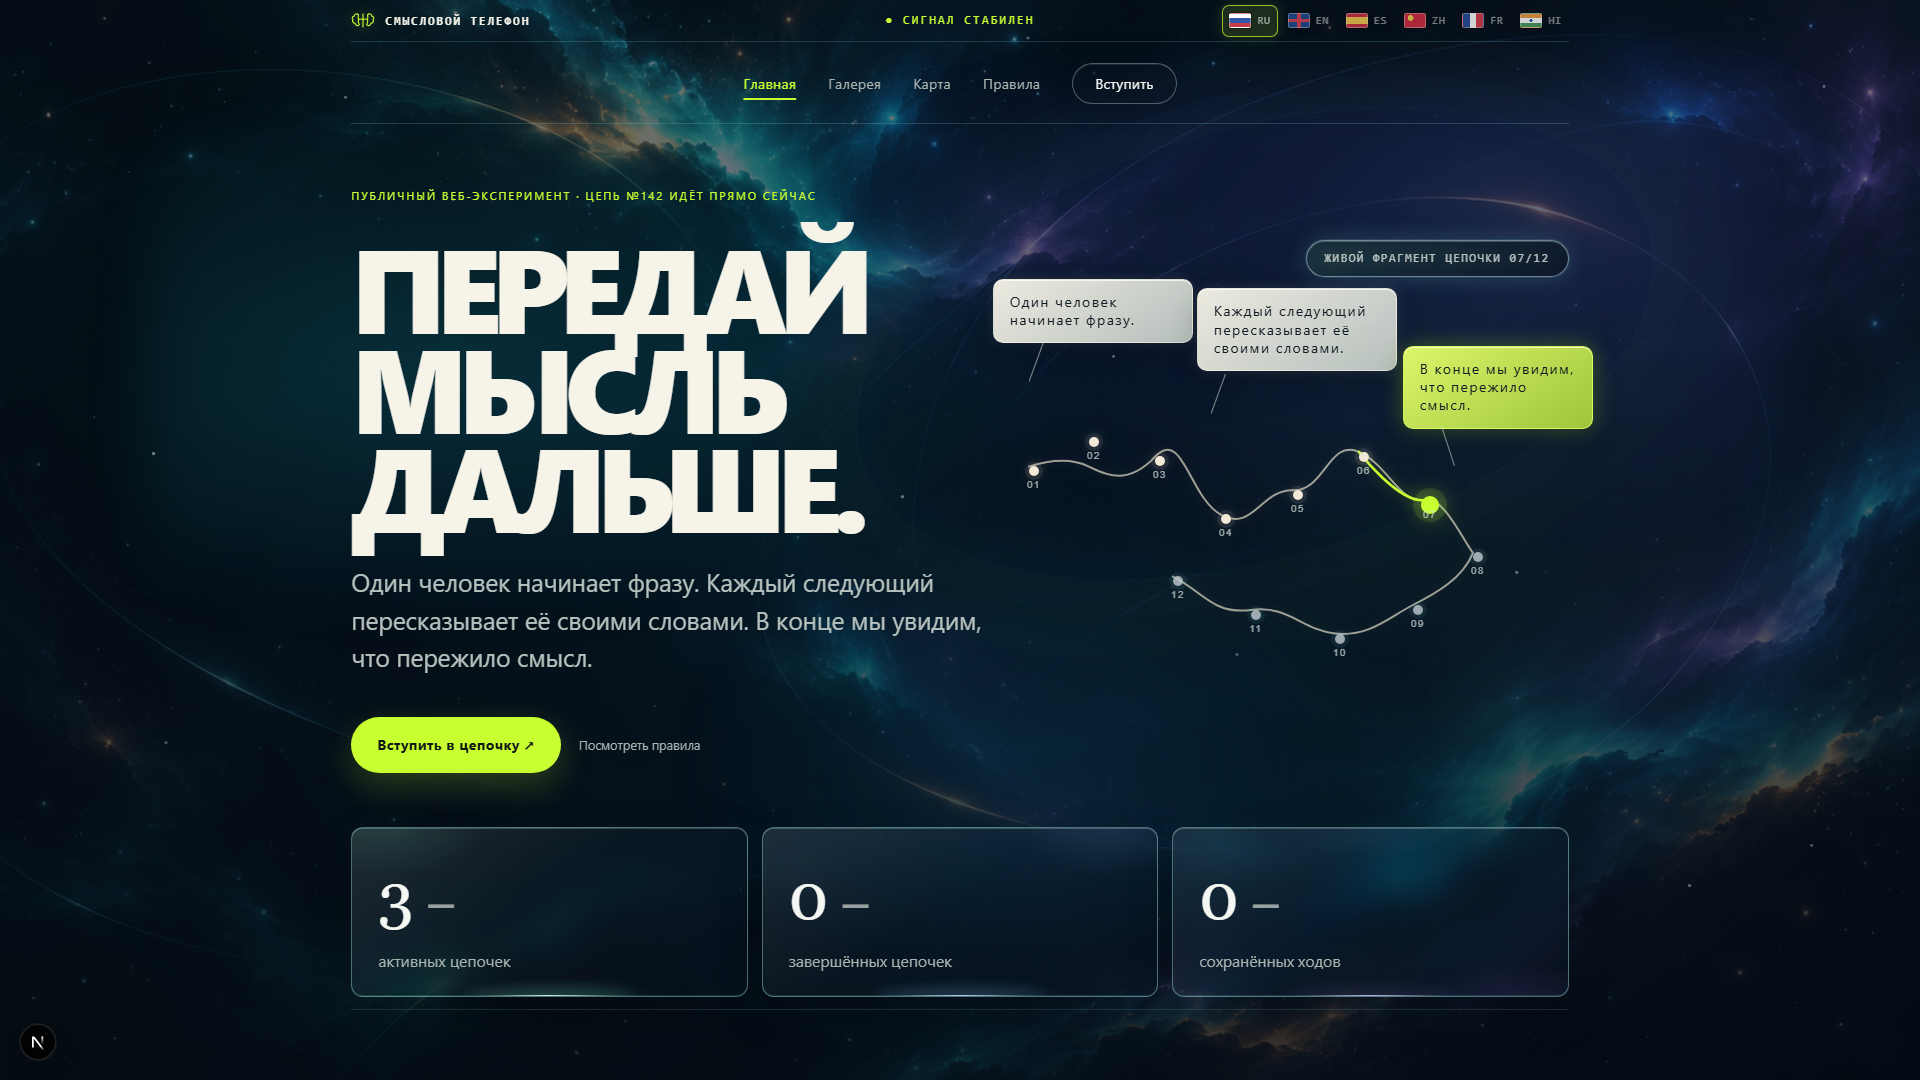 СМЫСЛОВОЙ ТЕЛЕФОН
СИГНАЛ СТАБИЛЕН
RU
EN
ES
ZH
FR
HI
Главная
Галерея
Карта
Правила
Вступить
ПУБЛИЧНЫЙ ВЕБ-ЭКСПЕРИМЕНТ · ЦЕПЬ №142 ИДЁТ ПРЯМО СЕЙЧАС
ПЕРЕДАЙ
МЫСЛЬ
ДАЛЬШЕ.
Один человек начинает фразу. Каждый следующий
пересказывает её своими словами. В конце мы увидим,
что пережило смысл.
Вступить в цепочку ↗
Посмотреть правила
ЖИВОЙ ФРАГМЕНТ ЦЕПОЧКИ 07/12
Один человек
начинает фразу.
Каждый следующий
пересказывает её
своими словами.
В конце мы увидим,
что пережило
смысл.
01
02
03
04
05
06
07
08
09
10
11
12
3 –
активных цепочек
0 –
завершённых цепочек
0 –
сохранённых ходов
N